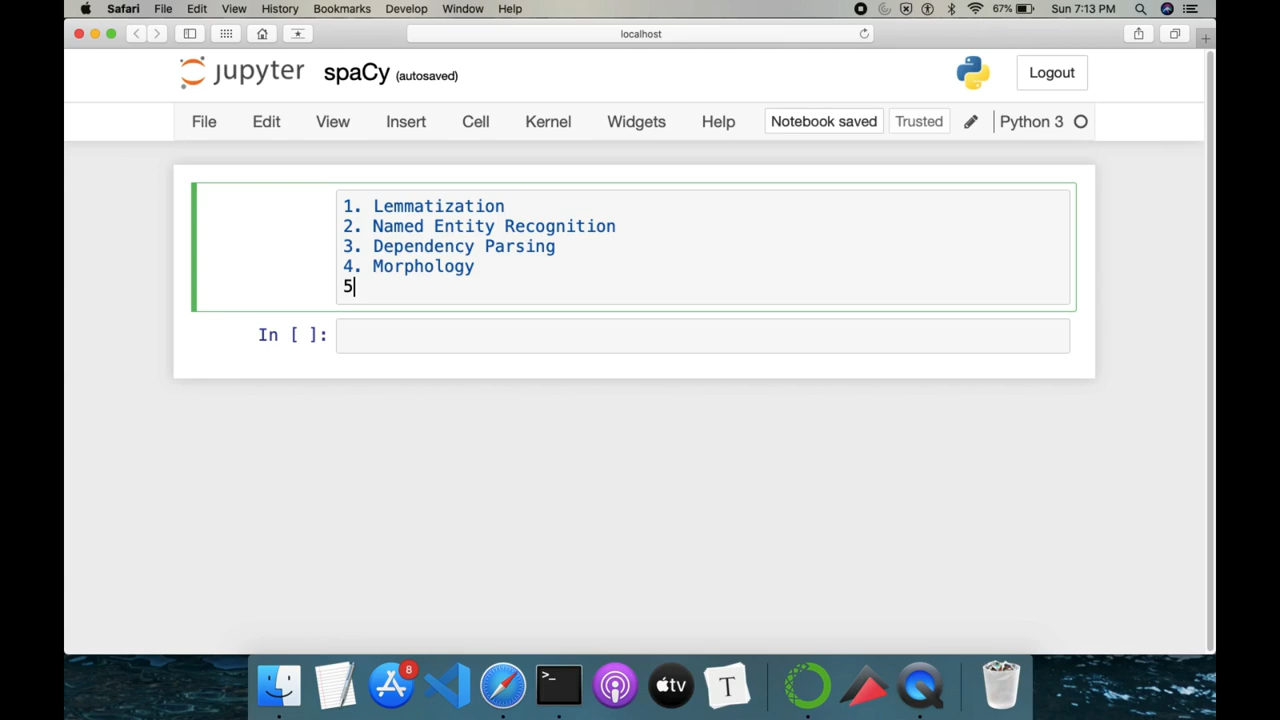 Safari File Edit View History Bookmarks Develop Window Help 67% Sun 7:13 PM
localhost
jupyter spaCy (autosaved) Logout
File Edit View Insert Cell Kernel Widgets Help Notebook saved Trusted Python 3
1. Lemmatization
2. Named Entity Recognition
3. Dependency Parsing
4. Morphology
5
In [ ]:
8
>_
tv
T